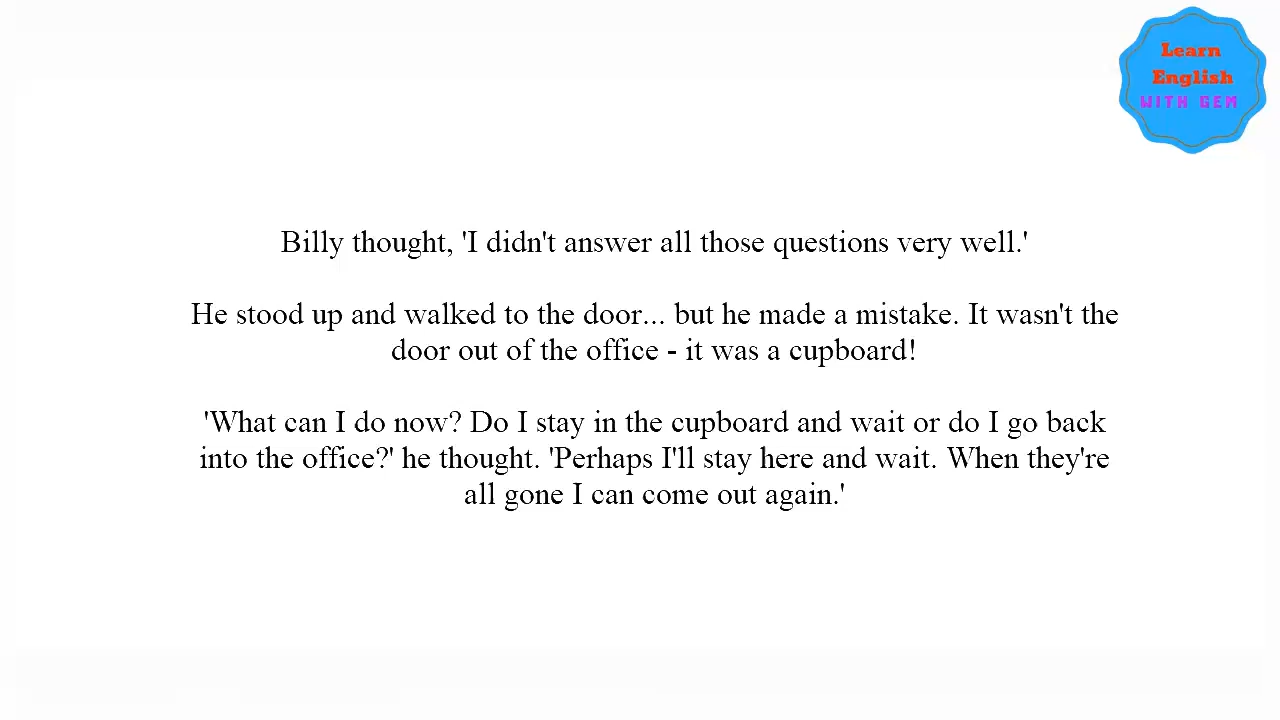 Learn
English
WITH GEM
Billy thought, 'I didn't answer all those questions very well.'
He stood up and walked to the door... but he made a mistake. It wasn't the
door out of the office - it was a cupboard!
'What can I do now? Do I stay in the cupboard and wait or do I go back
into the office?' he thought. 'Perhaps I'll stay here and wait. When they're
all gone I can come out again.'